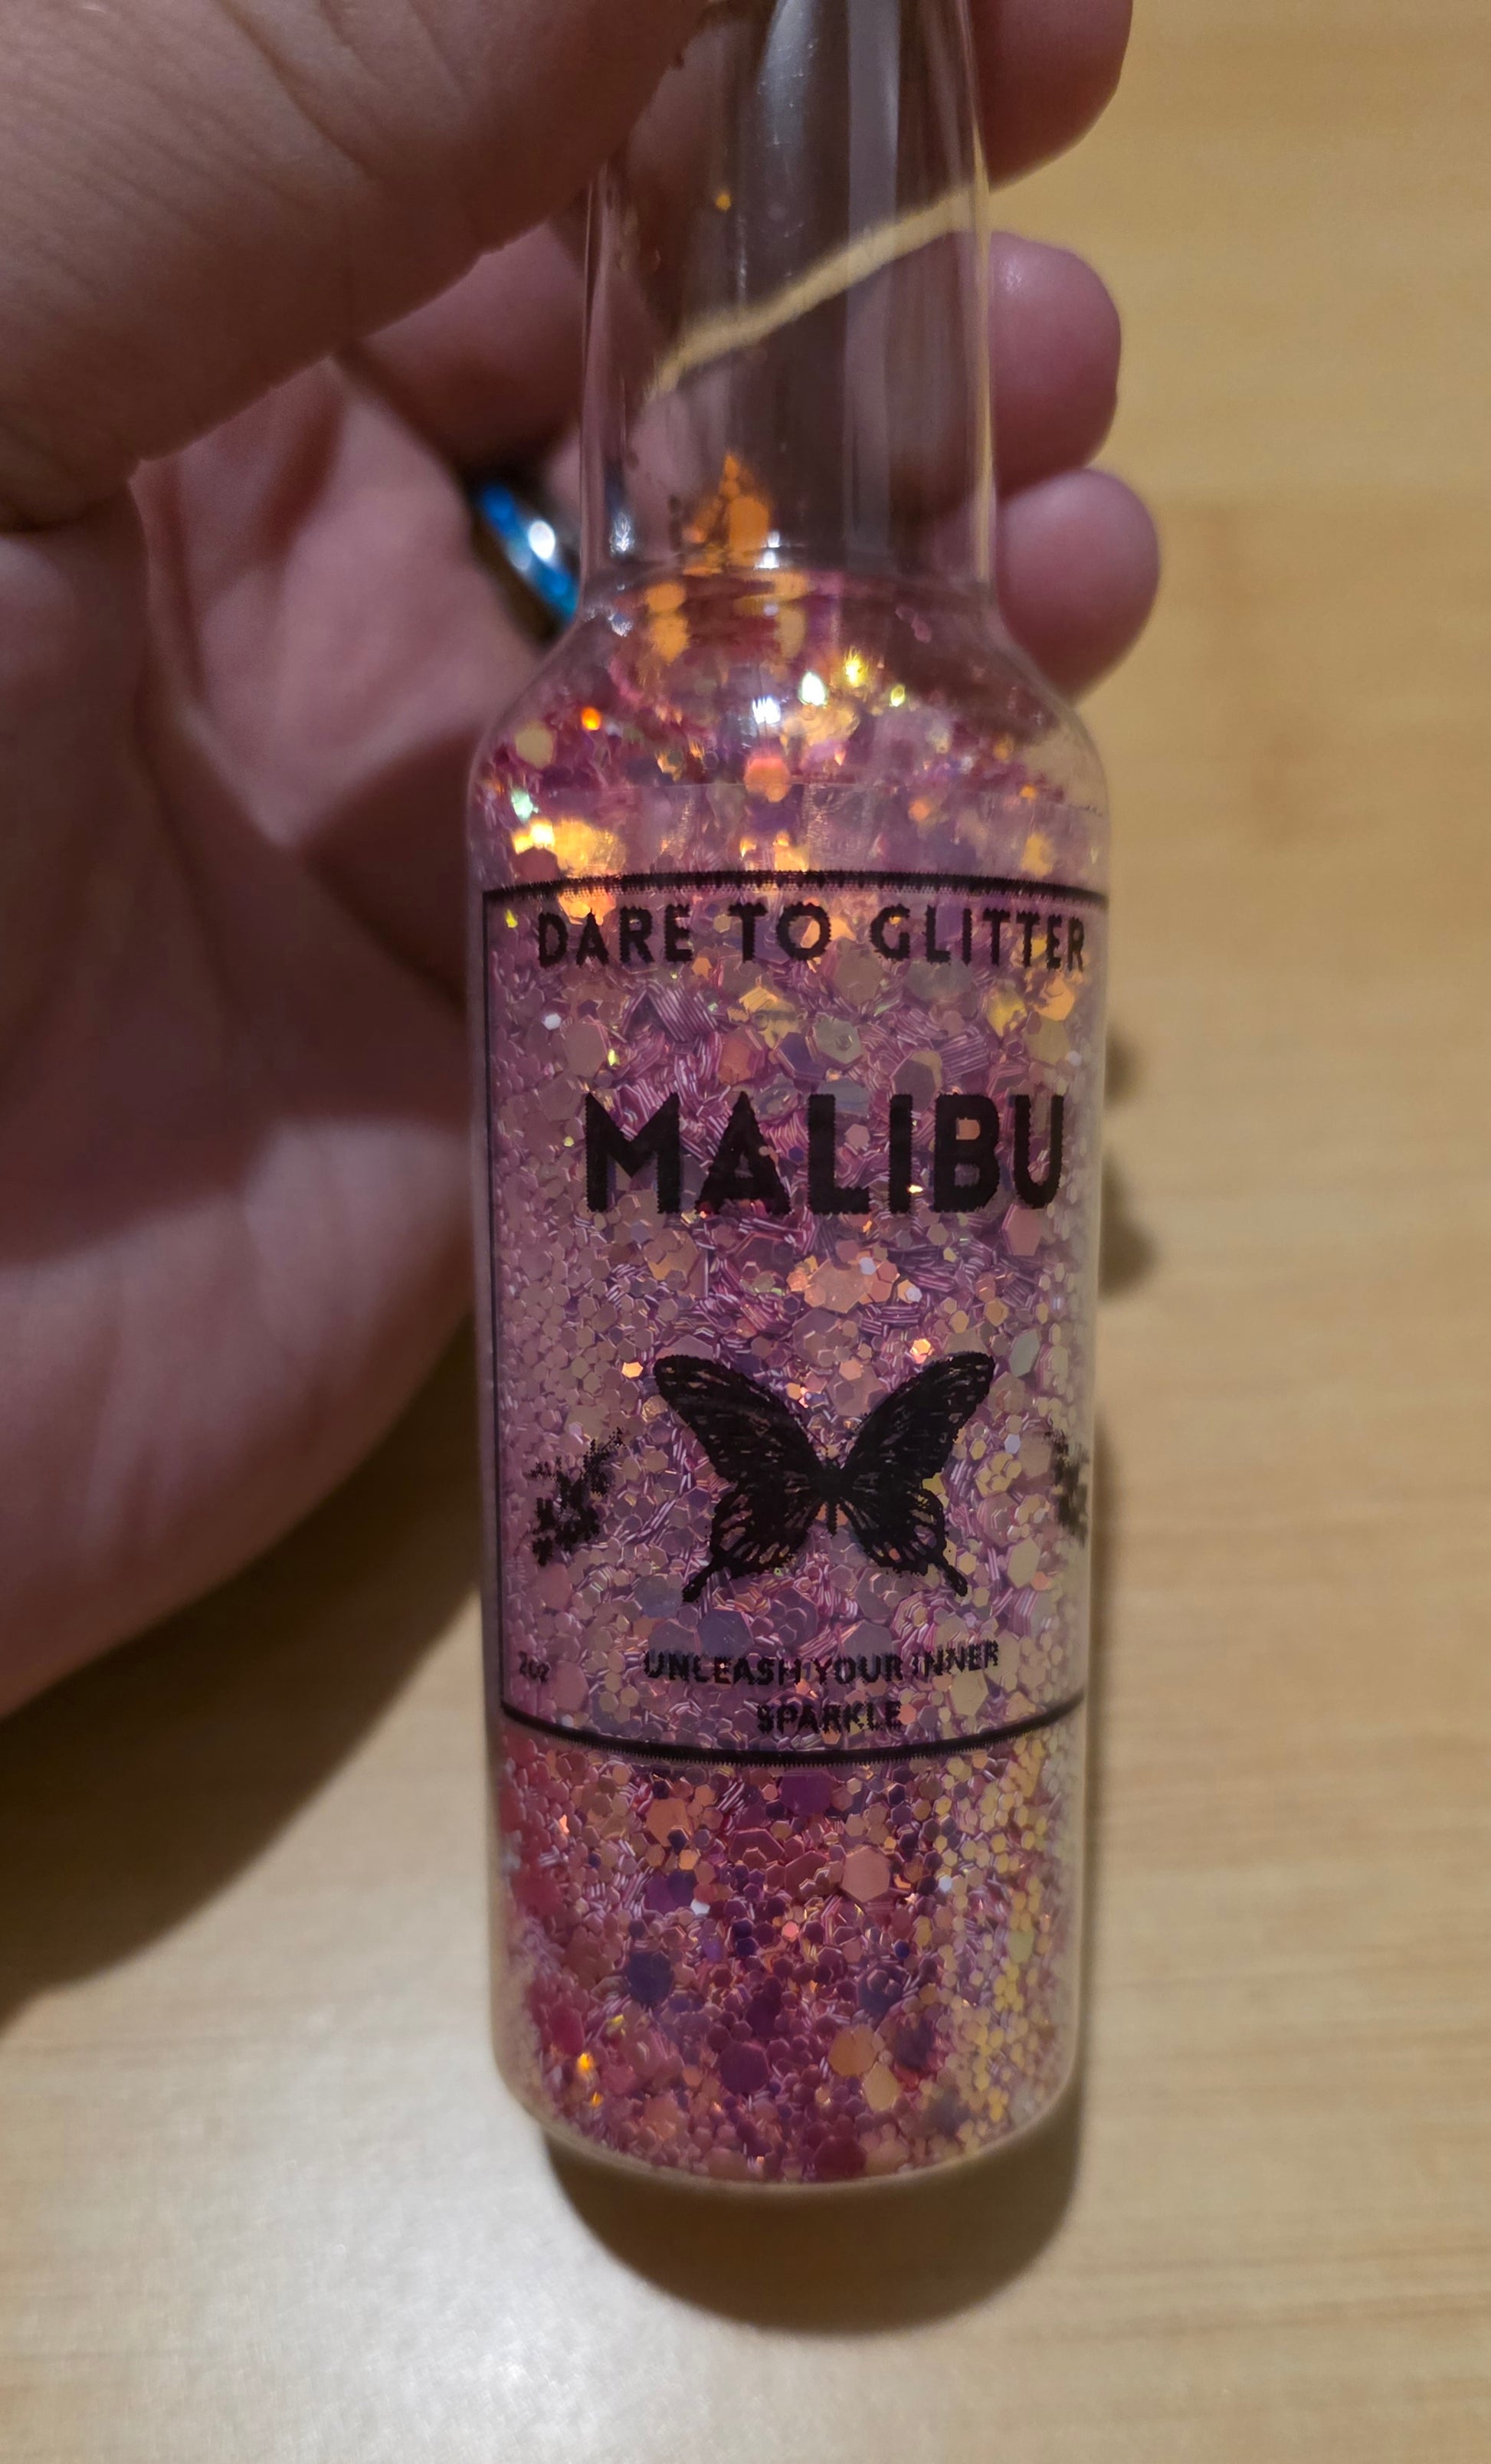 DARE TO GLITTER
MALIBU
2oz
UNLEASH YOUR INNER
SPARKLE